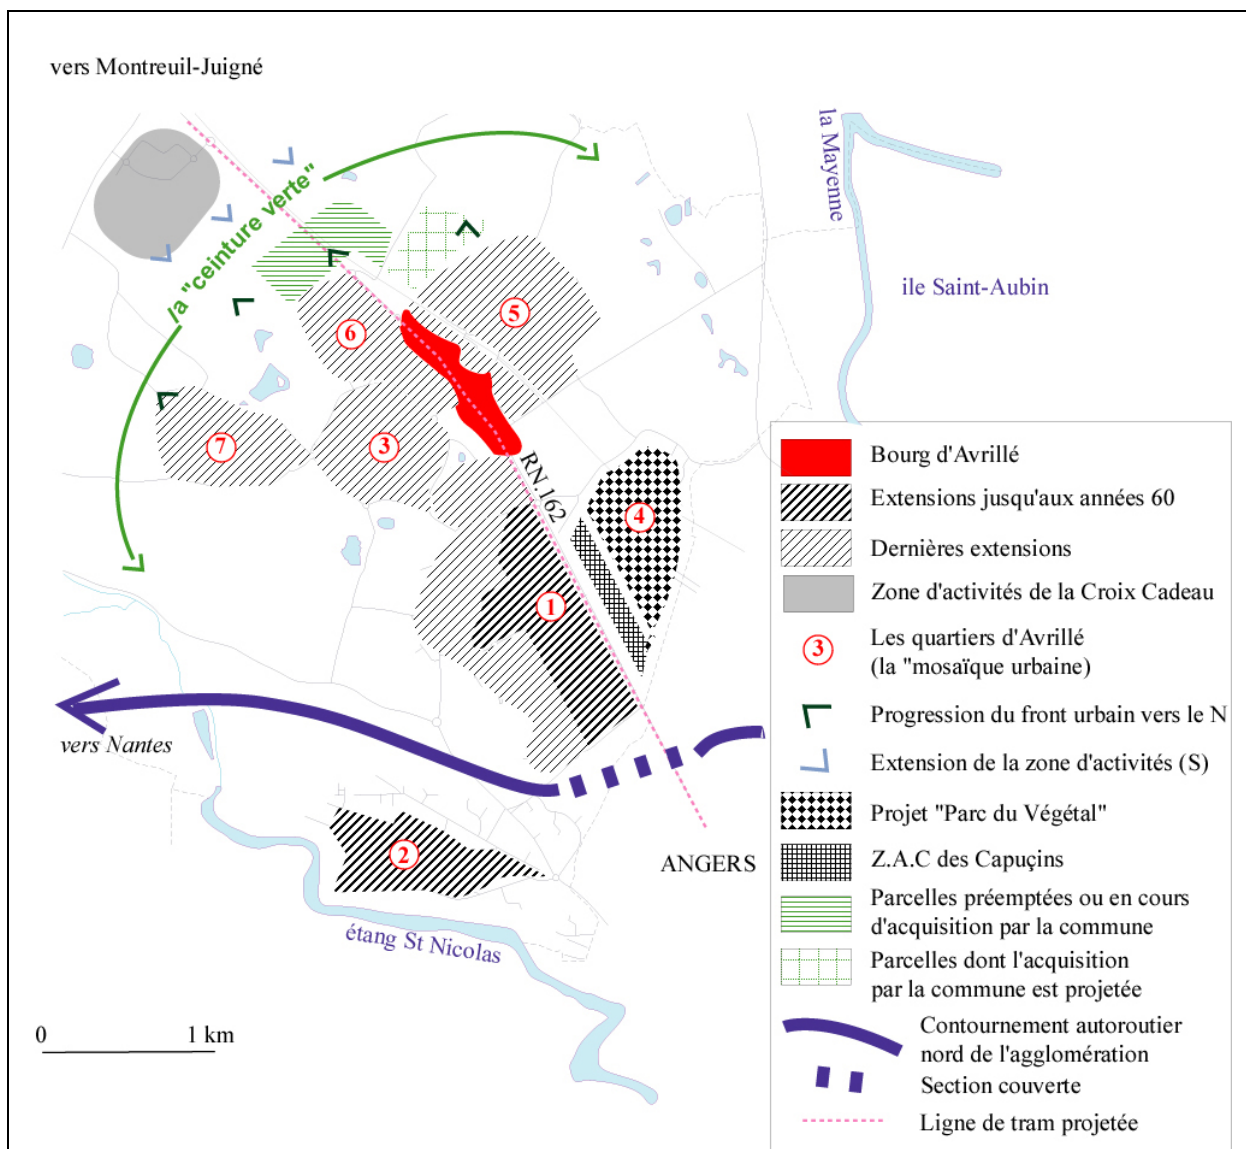 vers Montreuil-Juigné
la Mayenne
la "ceinture verte"
ile Saint-Aubin
5
6
7
3
RN.162
4
1
vers Nantes
2
ANGERS
étang St Nicolas
0 1 km
Bourg d'Avrillé
Extensions jusqu'aux années 60
Dernières extensions
Zone d'activités de la Croix Cadeau
3
Les quartiers d'Avrillé
(la "mosaïque urbaine)
Progression du front urbain vers le N
Extension de la zone d'activités (S)
Projet "Parc du Végétal"
Z.A.C des Capuçins
Parcelles préemptées ou en cours
d'acquisition par la commune
Parcelles dont l'acquisition
par la commune est projetée
Contournement autoroutier
nord de l'agglomération
Section couverte
Ligne de tram projetée